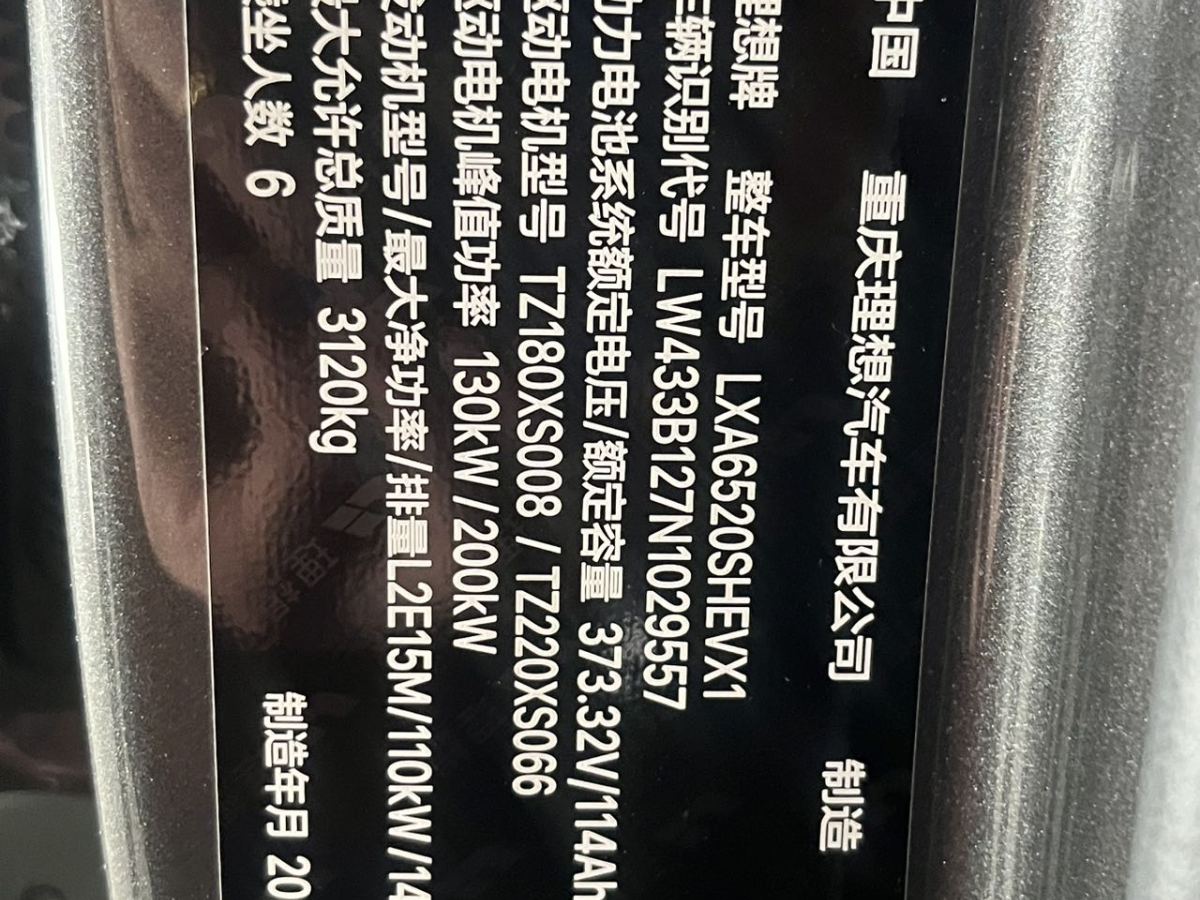 中国 重庆理想汽车有限公司 制造
理想牌 整车型号 LXA6520SHEVX1
车辆识别代号 LW433B127N1029557
动力电池系统额定电压/额定容量 373.32V/114Ah
驱动电机型号 TZ180XS008 / TZ220XS066
驱动电机峰值功率 130kW/200kW
发动机型号/最大净功率/排量L2E15M/110kW/14
最大允许总质量 3120kg
乘坐人数 6 制造年月 20
理想